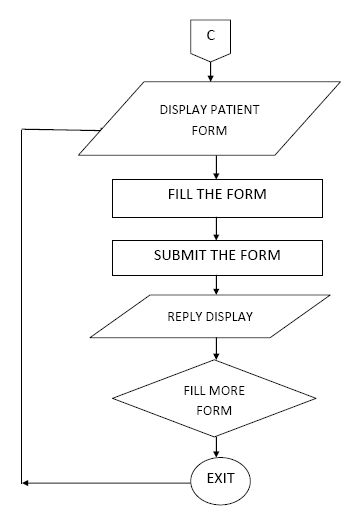 C
DISPLAY PATIENT
FORM
FILL THE FORM
SUBMIT THE FORM
REPLY DISPLAY
FILL MORE
FORM
EXIT